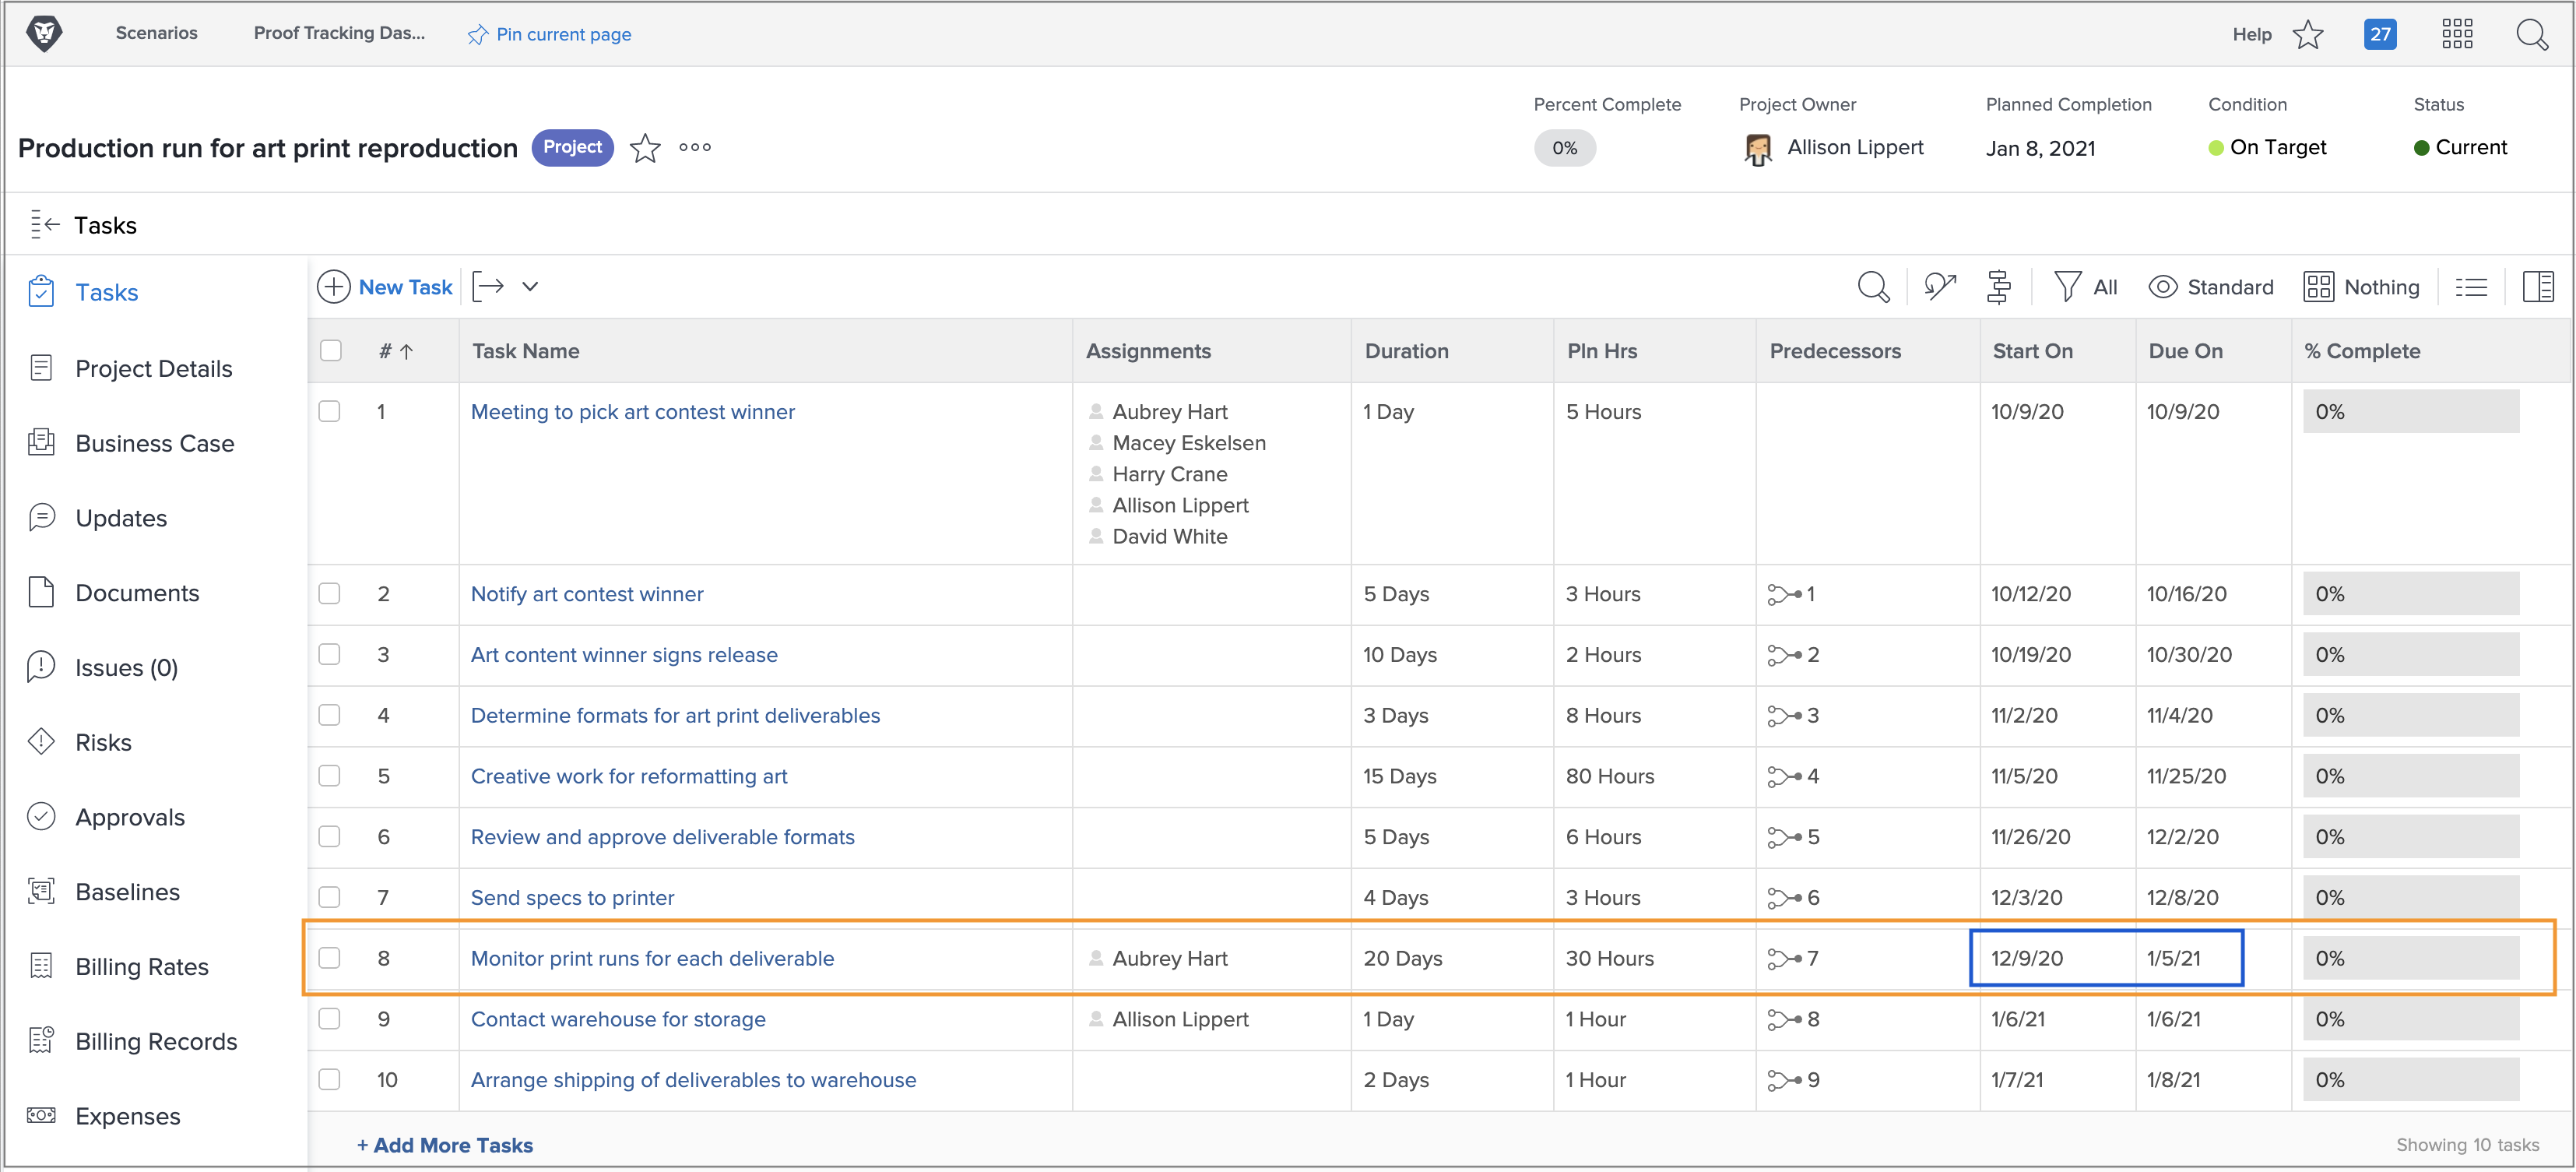 Scenarios Proof Tracking Das... Pin current page Help 27
Percent Complete Project Owner Planned Completion Condition Status
Production run for art print reproduction Project 0% Allison Lippert Jan 8, 2021 On Target Current
Tasks
Tasks
Project Details
Business Case
Updates
Documents
Issues (0)
Risks
Approvals
Baselines
Billing Rates
Billing Records
Expenses
New Task All Standard Nothing
# Task Name Assignments Duration Pln Hrs Predecessors Start On Due On % Complete
1 Meeting to pick art contest winner Aubrey Hart 1 Day 5 Hours 10/9/20 10/9/20 0%
Macey Eskelsen
Harry Crane
Allison Lippert
David White
2 Notify art contest winner 5 Days 3 Hours 1 10/12/20 10/16/20 0%
3 Art content winner signs release 10 Days 2 Hours 2 10/19/20 10/30/20 0%
4 Determine formats for art print deliverables 3 Days 8 Hours 3 11/2/20 11/4/20 0%
5 Creative work for reformatting art 15 Days 80 Hours 4 11/5/20 11/25/20 0%
6 Review and approve deliverable formats 5 Days 6 Hours 5 11/26/20 12/2/20 0%
7 Send specs to printer 4 Days 3 Hours 6 12/3/20 12/8/20 0%
8 Monitor print runs for each deliverable Aubrey Hart 20 Days 30 Hours 7 12/9/20 1/5/21 0%
9 Contact warehouse for storage Allison Lippert 1 Day 1 Hour 8 1/6/21 1/6/21 0%
10 Arrange shipping of deliverables to warehouse 2 Days 1 Hour 9 1/7/21 1/8/21 0%
+ Add More Tasks Showing 10 tasks